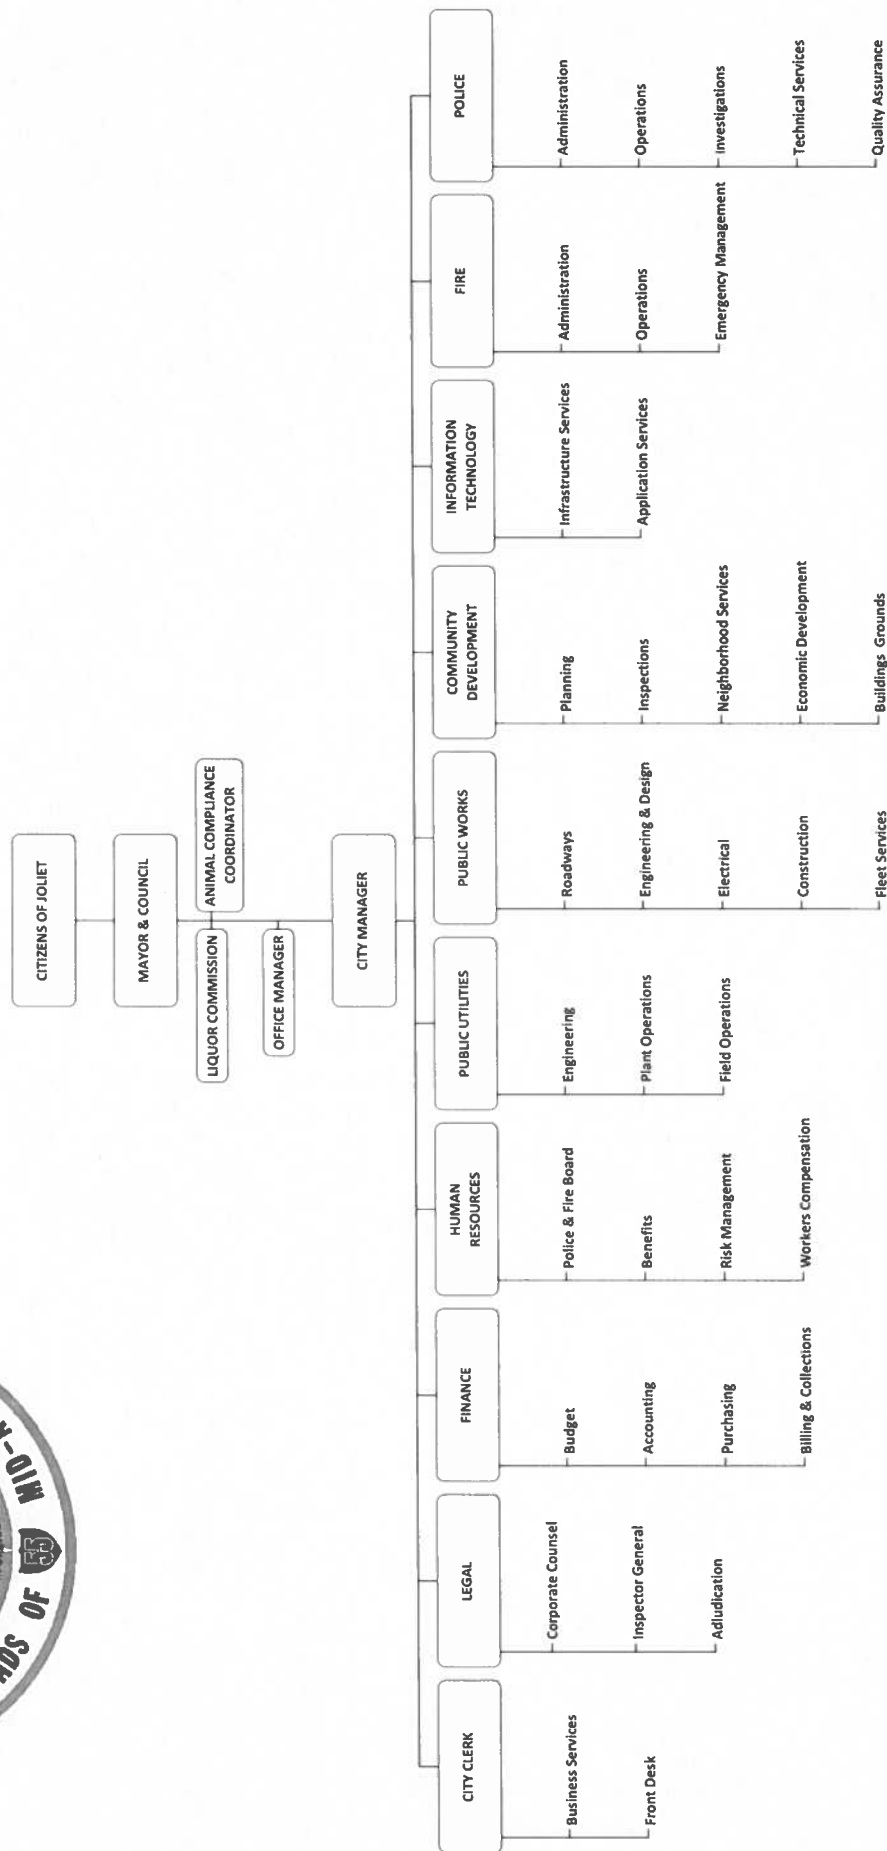 CITIZENS OF JOLIET
MAYOR & COUNCIL
LIQUOR COMMISSION
ANIMAL COMPLIANCE
COORDINATOR
OFFICE MANAGER
CITY MANAGER
CITY CLERK
Business Services
Front Desk
LEGAL
Corporate Counsel
Inspector General
Adludication
FINANCE
Budget
Accounting
Purchasing
Billing & Collections
HUMAN
RESOURCES
Police & Fire Board
Benefits
Risk Management
Workers Compensation
PUBLIC UTILITIES
Engineering
Plant Operations
Field Operations
PUBLIC WORKS
Roadways
Engineering & Design
Electrical
Construction
Fleet Services
COMMUNITY
DEVELOPMENT
Planning
Inspections
Neighborhood Services
Economic Development
Buildings Grounds
INFORMATION
TECHNOLOGY
Infrastructure Services
Application Services
FIRE
Administration
Operations
Emergency Management
POLICE
Administration
Operations
Investigations
Technical Services
Quality Assurance
OF 55 MID-